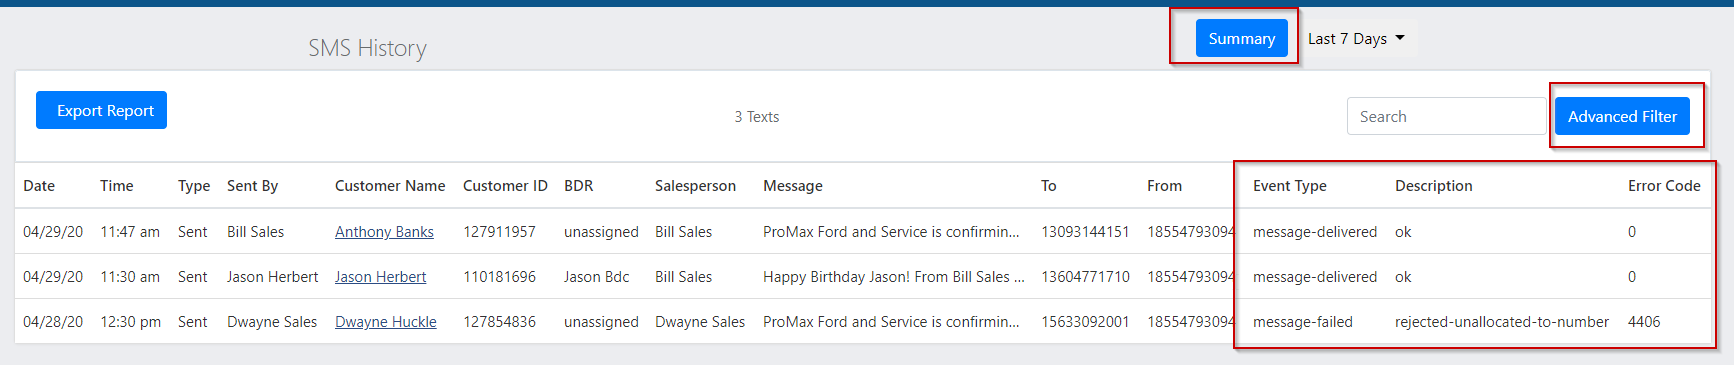 SMS History
Summary
Last 7 Days
Export Report
3 Texts
Search
Advanced Filter
Date Time Type Sent By Customer Name Customer ID BDR Salesperson Message To From Event Type Description Error Code
04/29/20 11:47 am Sent Bill Sales Anthony Banks 127911957 unassigned Bill Sales ProMax Ford and Service is confirmin... 13093144151 18554793094 message-delivered ok 0
04/29/20 11:30 am Sent Jason Herbert Jason Herbert 110181696 Jason Bdc Bill Sales Happy Birthday Jason! From Bill Sales ... 13604771710 18554793094 message-delivered ok 0
04/28/20 12:30 pm Sent Dwayne Sales Dwayne Huckle 127854836 unassigned Dwayne Sales ProMax Ford and Service is confirmin... 15633092001 18554793094 message-failed rejected-unallocated-to-number 4406